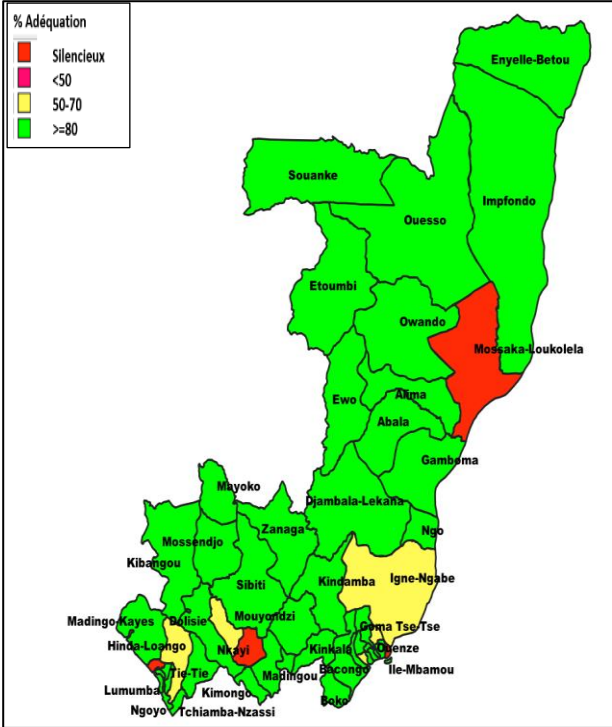 % Adéquation
Silencieux
<50
50-70
>=80
Enyelle-Betou
Souanke
Impfondo
Ouesso
Etoumbi
Owando
Mossaka-Loukolela
Alima
Ewo
Abala
Gamboma
Mayoko
Djambala-Lekana
Zanaga
Ngo
Mossendjo
Kibangou
Kindamba
Igne-Ngabe
Sibiti
Madingo-Kayes
Dolisie
Mouyondzi
Goma Tse-Tse
Hinda-Loango
Nkayi
Kinkala
Ouenze
Tie-Tie
Madingou
Bacongo
Ile-Mbamou
Lumumba
Kimongo
Boko
Ngoyo
Tchiamba-Nzassi